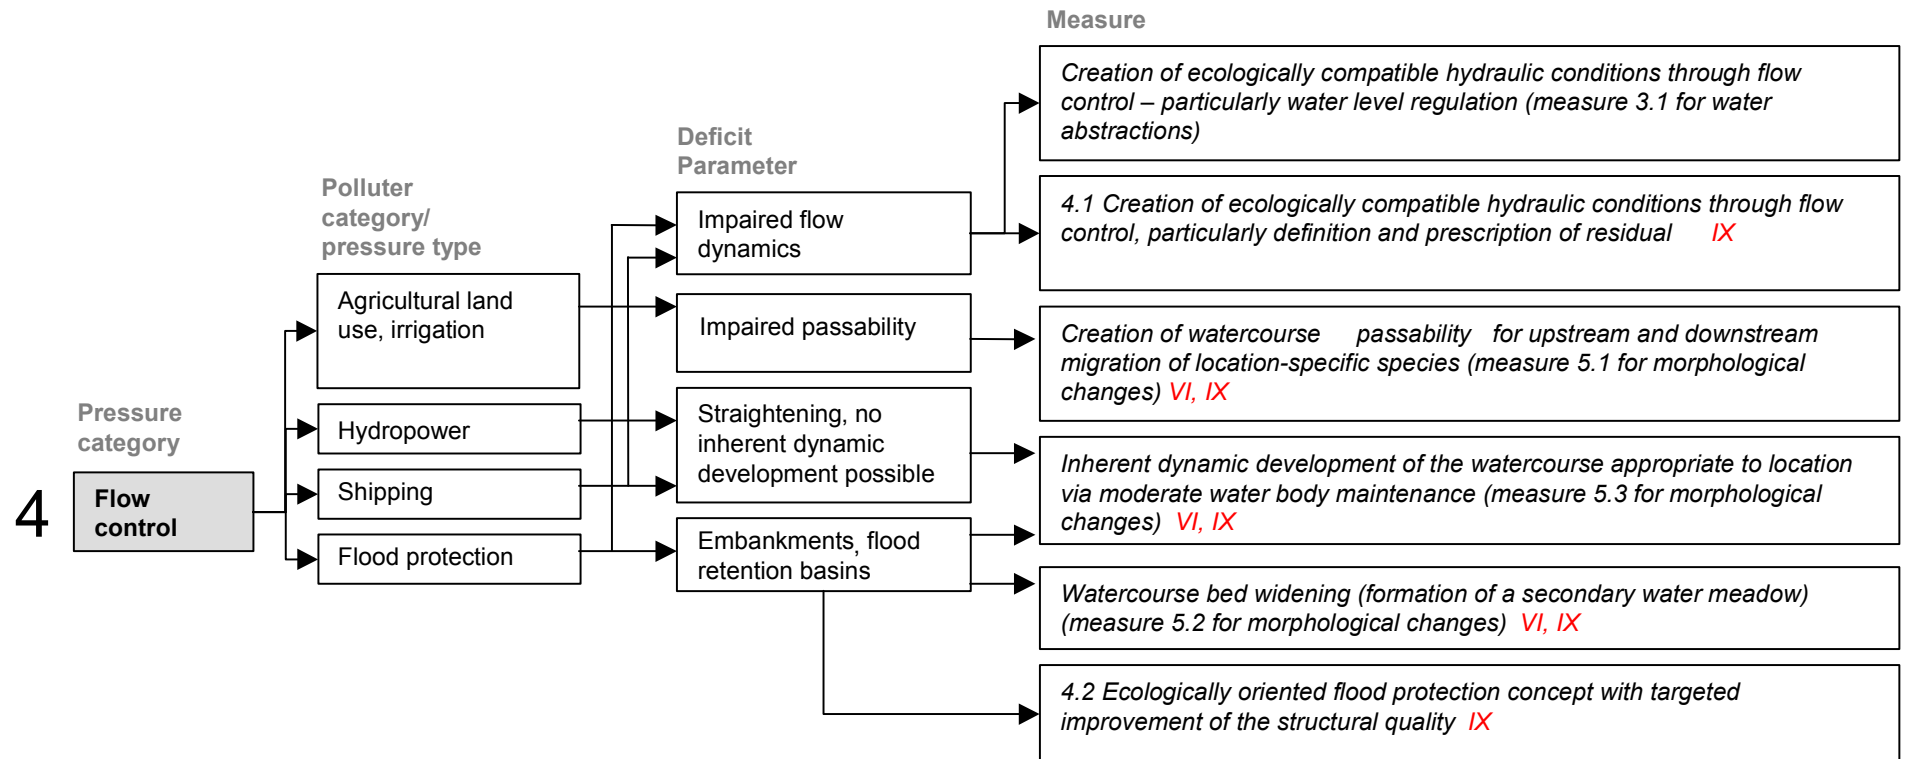 Measure
Creation of ecologically compatible hydraulic conditions through flow
control – particularly water level regulation (measure 3.1 for water
abstractions)
Deficit
Parameter
Polluter
category/
pressure type
Impaired flow
dynamics
4.1 Creation of ecologically compatible hydraulic conditions through flow
control, particularly definition and prescription of residual IX
Agricultural land
use, irrigation
Impaired passability
Creation of watercourse passability for upstream and downstream
migration of location-specific species (measure 5.1 for morphological
changes) VI, IX
Pressure
category
Hydropower
Straightening, no
inherent dynamic
development possible
Inherent dynamic development of the watercourse appropriate to location
via moderate water body maintenance (measure 5.3 for morphological
changes) VI, IX
4
Flow
control
Shipping
Flood protection
Embankments, flood
retention basins
Watercourse bed widening (formation of a secondary water meadow)
(measure 5.2 for morphological changes) VI, IX
4.2 Ecologically oriented flood protection concept with targeted
improvement of the structural quality IX